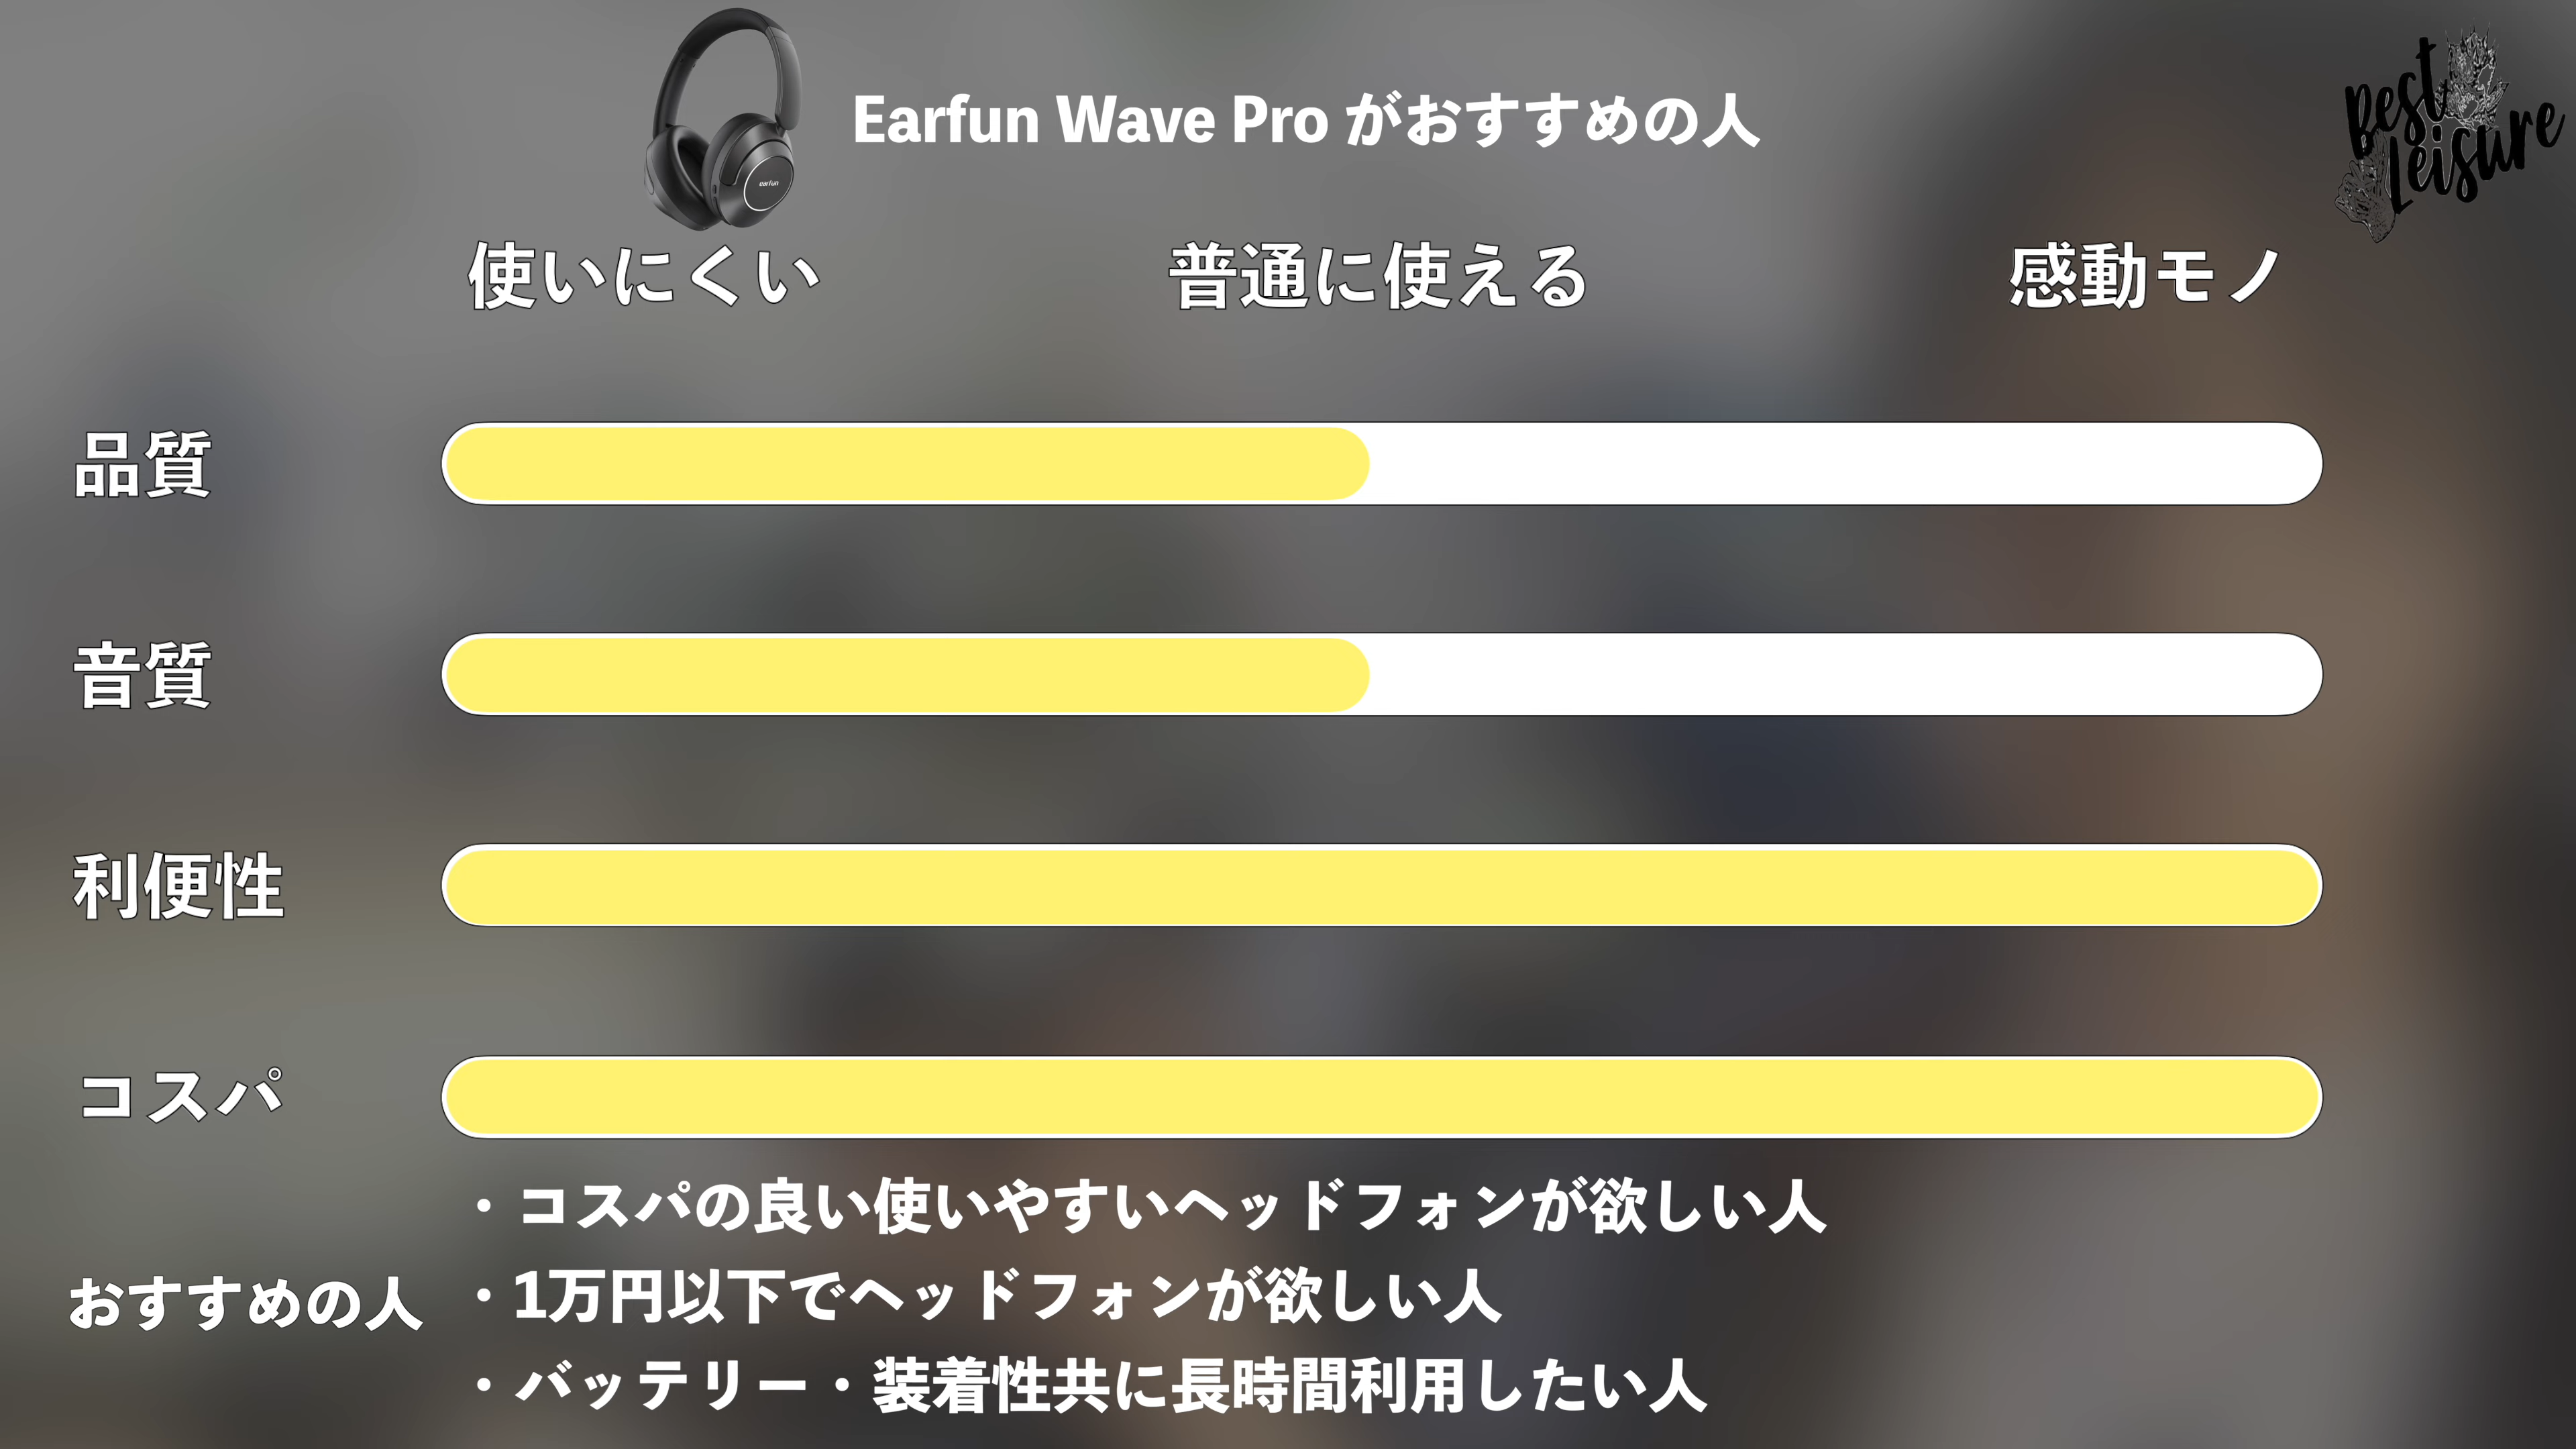 Earfun Wave Pro がおすすめの人
Best Leisure
earfun
使いにくい 普通に使える 感動モノ
品質
音質
利便性
コスパ
おすすめの人
・コスパの良い使いやすいヘッドフォンが欲しい人
・1万円以下でヘッドフォンが欲しい人
・バッテリー・装着性共に長時間利用したい人